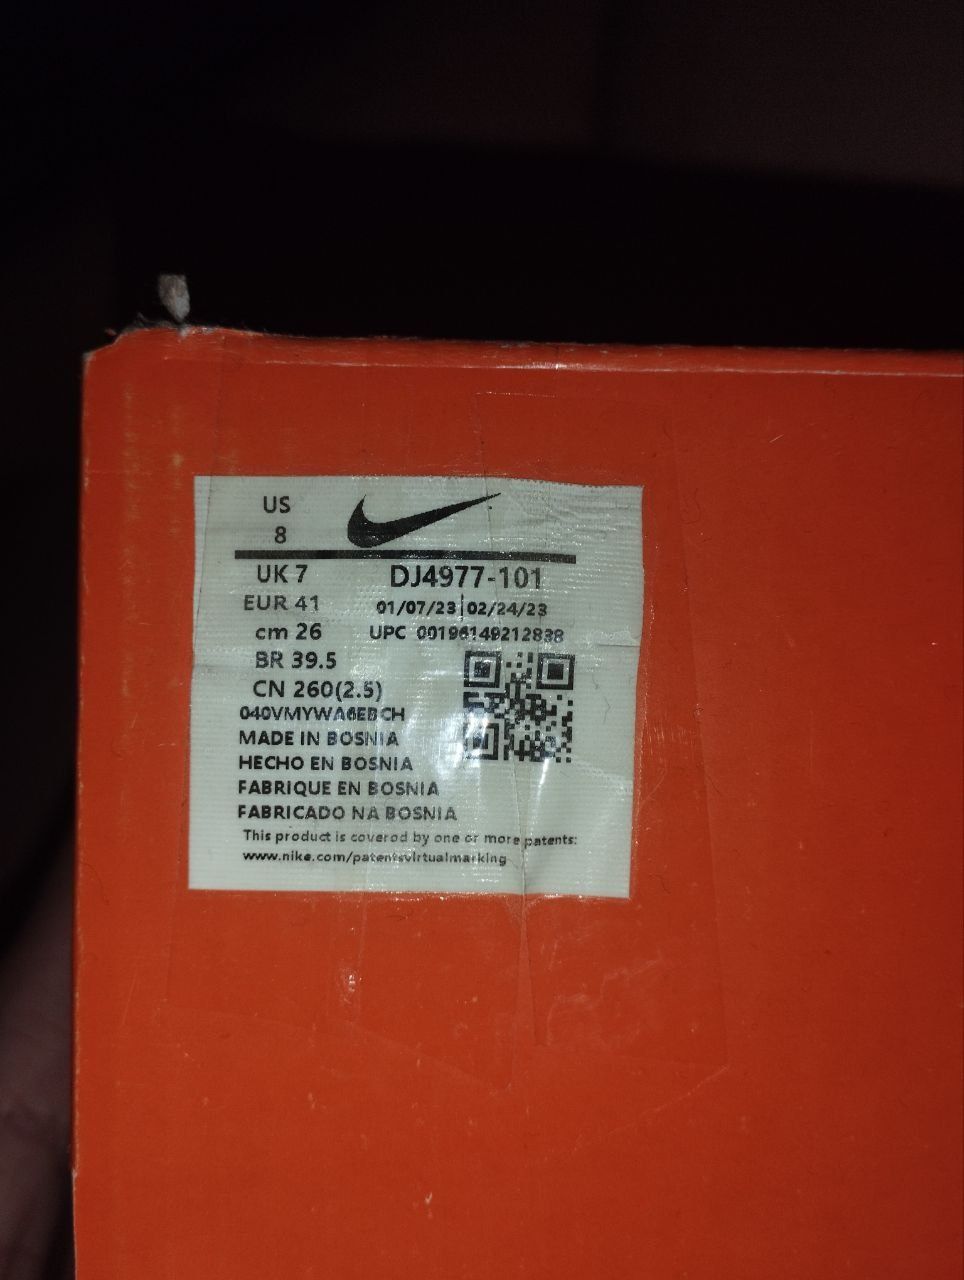 US
8
UK 7 DJ4977-101
EUR 41 01/07/23|02/24/23
cm 26 UPC 00196149212838
BR 39.5
CN 260(2.5)
040VMYWA6EBCH
MADE IN BOSNIA
HECHO EN BOSNIA
FABRIQUE EN BOSNIA
FABRICADO NA BOSNIA
This product is covered by one or more patents:
www.nike.com/patentsvirtualmarking